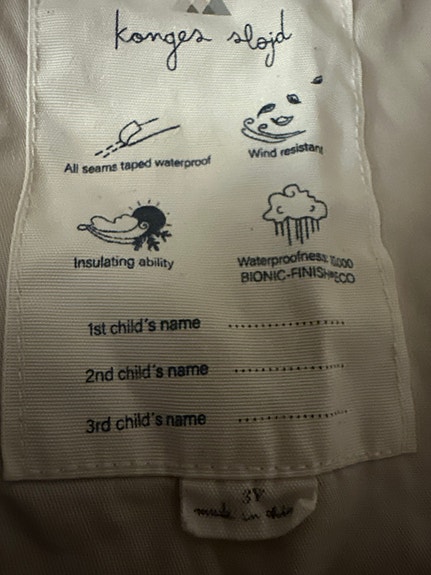 konges sløjd
All seams taped waterproof
Wind resistant
Insulating ability
Waterproofness: 10.000
BIONIC-FINISH®ECO
1st child's name ....................
2nd child's name ....................
3rd child's name ....................
3Y
made in china